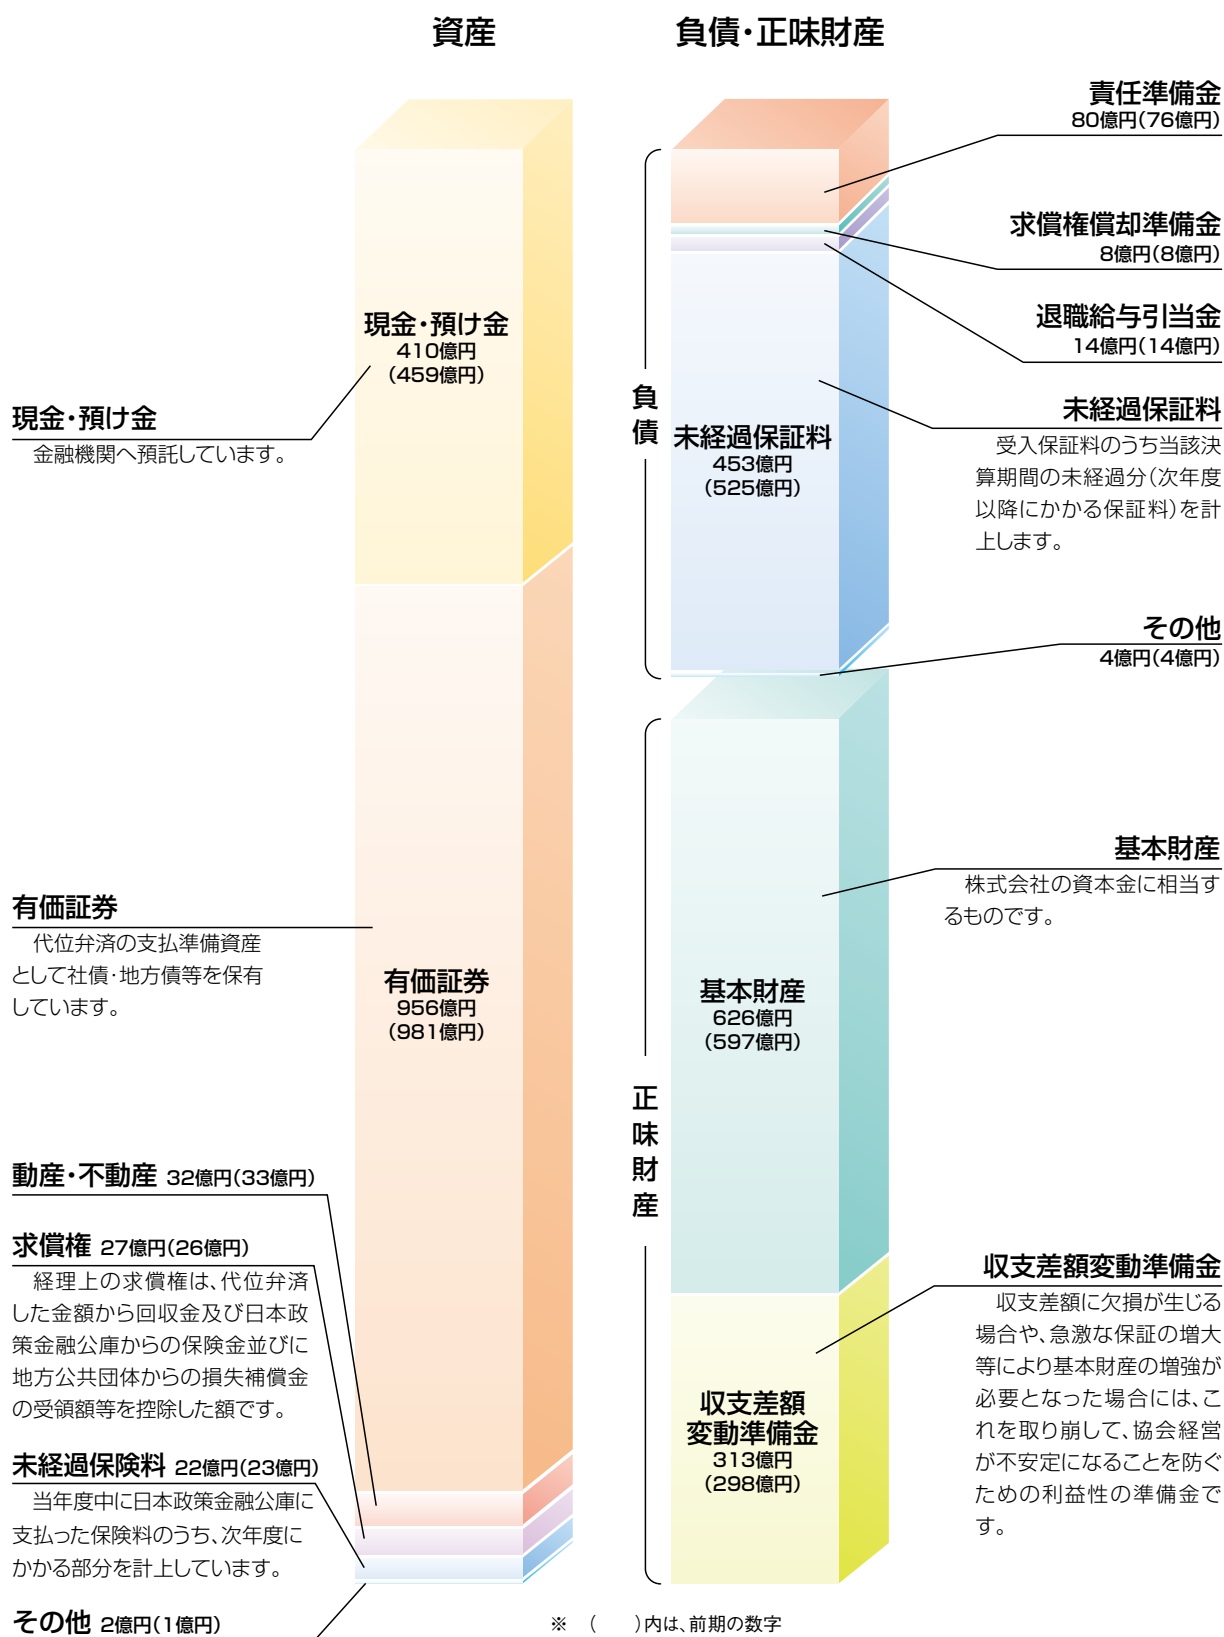 資産
負債・正味財産
現金・預け金
410億円
(459億円)
現金・預け金
金融機関へ預託しています。
有価証券
代位弁済の支払準備資産
として社債・地方債等を保有
しています。
有価証券
956億円
(981億円)
動産・不動産 32億円(33億円)
求償権 27億円(26億円)
経理上の求償権は、代位弁済
した金額から回収金及び日本政
策金融公庫からの保険金並びに
地方公共団体からの損失補償金
の受領額等を控除した額です。
未経過保険料 22億円(23億円)
当年度中に日本政策金融公庫に
支払った保険料のうち、次年度に
かかる部分を計上しています。
その他 2億円(1億円)
負債
責任準備金
80億円(76億円)
求償権償却準備金
8億円(8億円)
退職給与引当金
14億円(14億円)
未経過保証料
453億円
(525億円)
未経過保証料
受入保証料のうち当該決
算期間の未経過分(次年度
以降にかかる保証料)を計
上します。
その他
4億円(4億円)
正味財産
基本財産
626億円
(597億円)
基本財産
株式会社の資本金に相当す
るものです。
収支差額
変動準備金
313億円
(298億円)
収支差額変動準備金
収支差額に欠損が生じる
場合や、急激な保証の増大
等により基本財産の増強が
必要となった場合には、こ
れを取り崩して、協会経営
が不安定になることを防ぐ
ための利益性の準備金で
す。
※ (　　)内は、前期の数字